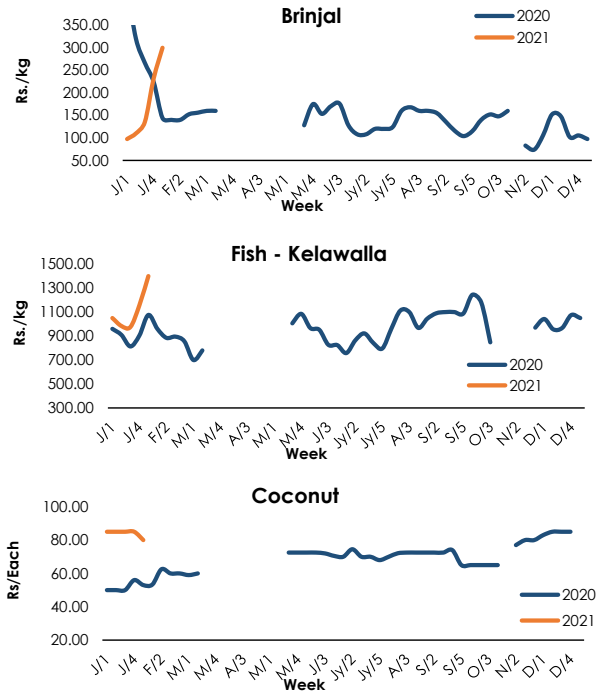 Brinjal
2020
2021
Rs./kg
350.00
300.00
250.00
200.00
150.00
100.00
50.00
J/1 J/4 F/2 M/1 M/4 A/3 M/1 M/4 J/3 Jy/2 Jy/5 A/3 S/2 S/5 O/3 N/2 D/1 D/4
Week
Fish - Kelawalla
Rs./kg
1500.00
1300.00
1100.00
900.00
700.00
500.00
300.00
2020
2021
J/1 J/4 F/2 M/1 M/4 A/3 M/1 M/4 J/3 Jy/2 Jy/5 A/3 S/2 S/5 O/3 N/2 D/1 D/4
Week
Coconut
Rs/Each
100.00
80.00
60.00
40.00
20.00
2020
2021
J/1 J/4 F/2 M/1 M/4 A/3 M/1 M/4 J/3 Jy/2 Jy/5 A/3 S/2 S/5 O/3 N/2 D/1 D/4
Week